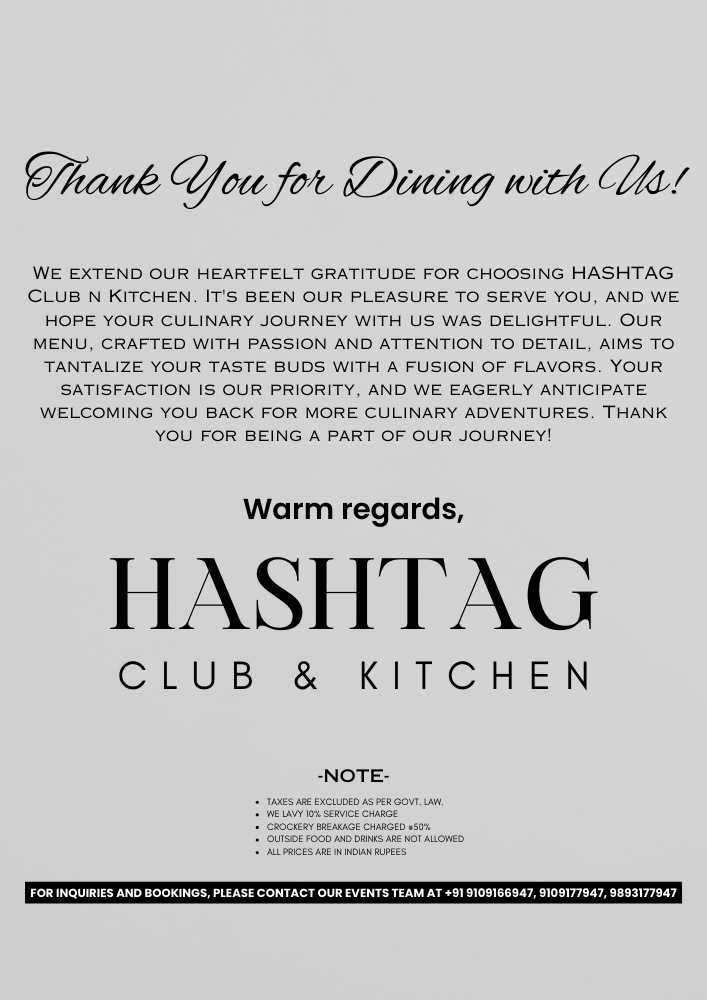 Thank You for Dining with Us!
We extend our heartfelt gratitude for choosing HASHTAG
Club n Kitchen. It's been our pleasure to serve you, and we
hope your culinary journey with us was delightful. Our
menu, crafted with passion and attention to detail, aims to
tantalize your taste buds with a fusion of flavors. Your
satisfaction is our priority, and we eagerly anticipate
welcoming you back for more culinary adventures. Thank
you for being a part of our journey!
Warm regards,
HASHTAG
CLUB & KITCHEN
-NOTE-
• TAXES ARE EXCLUDED AS PER GOVT. LAW.
• WE LAVY 10% SERVICE CHARGE
• CROCKERY BREAKAGE CHARGED @50%
• OUTSIDE FOOD AND DRINKS ARE NOT ALLOWED
• ALL PRICES ARE IN INDIAN RUPEES
FOR INQUIRIES AND BOOKINGS, PLEASE CONTACT OUR EVENTS TEAM AT +91 9109166947, 9109177947, 9893177947